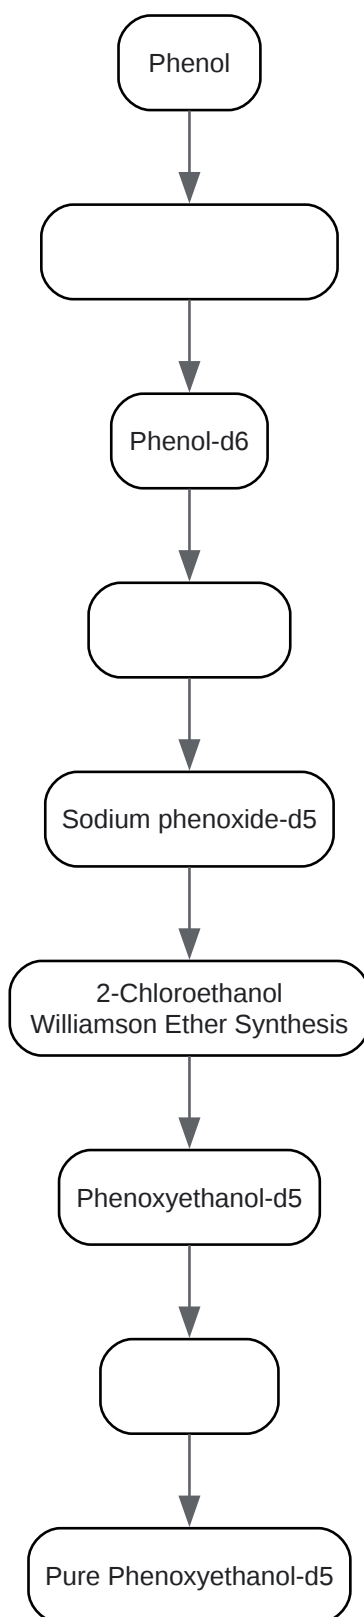 Phenol
Phenol-d6
Sodium phenoxide-d5
2-Chloroethanol
Williamson Ether Synthesis
Phenoxyethanol-d5
Pure Phenoxyethanol-d5